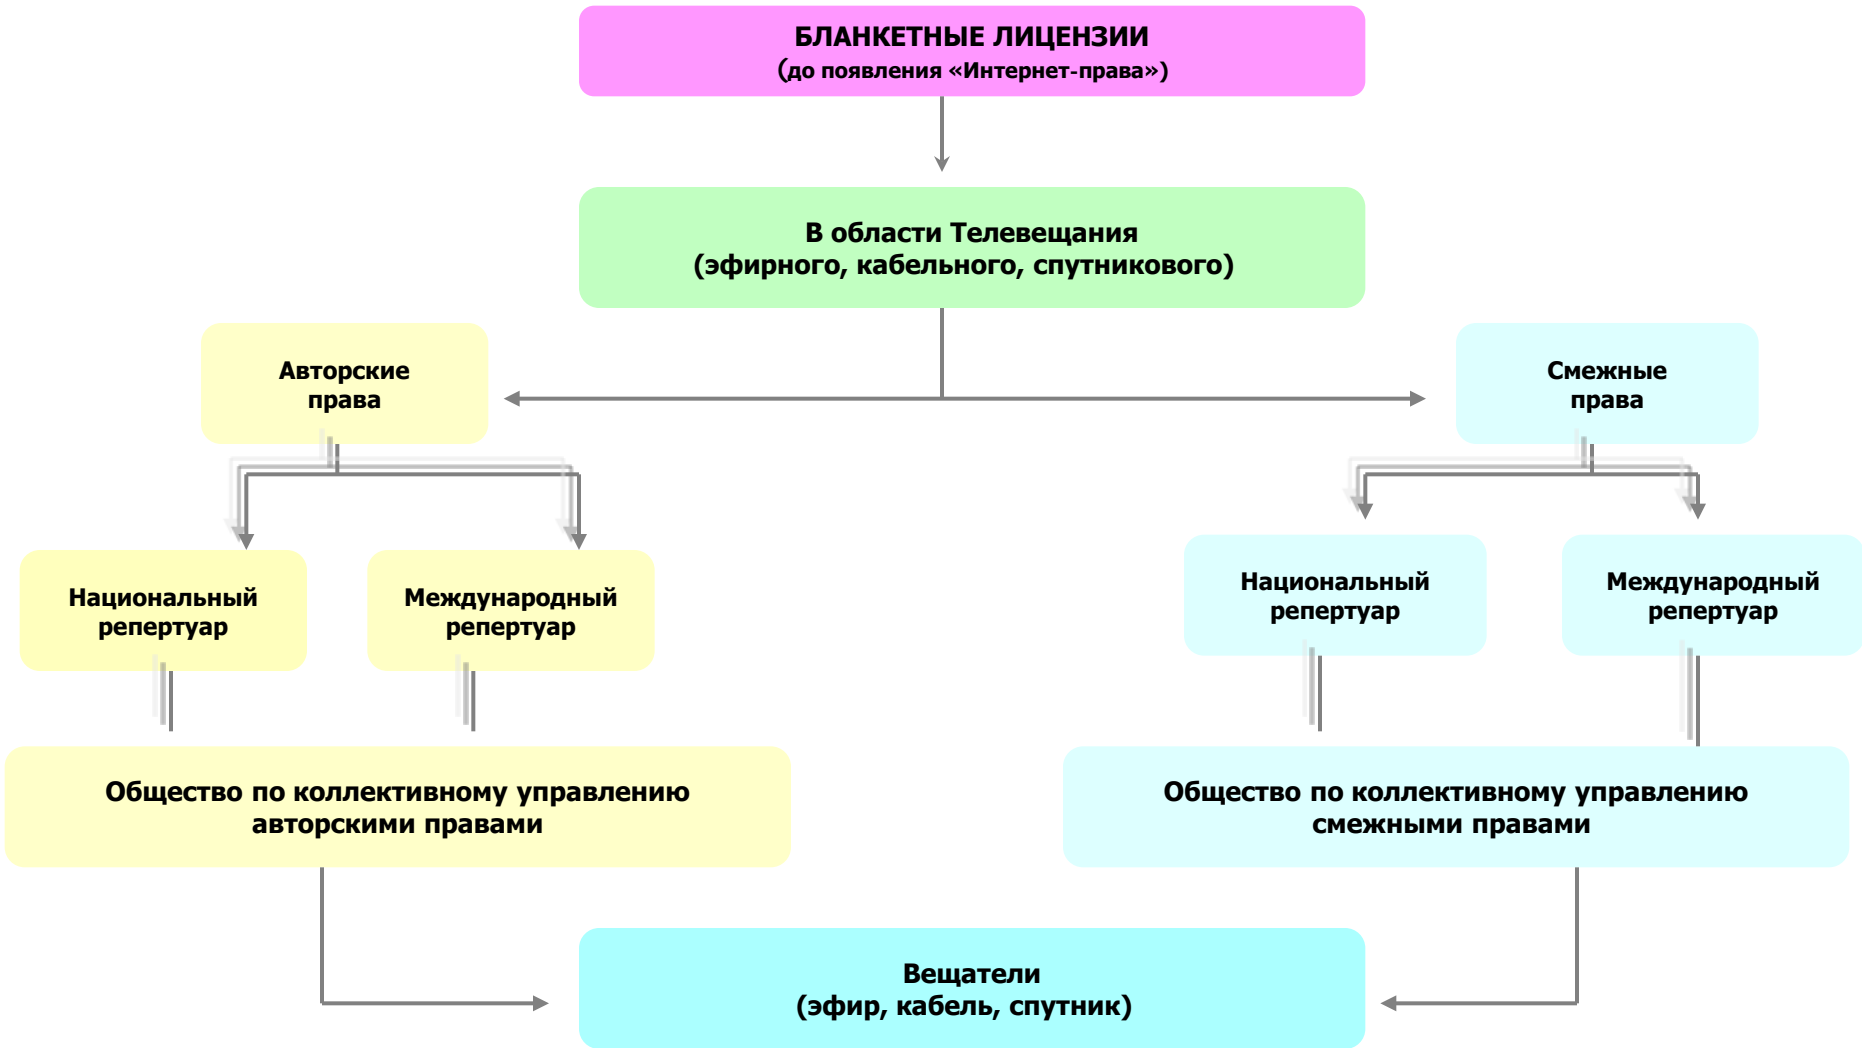 БЛАНКЕТНЫЕ ЛИЦЕНЗИИ
(до появления «Интернет-права»)
В области Телевещания
(эфирного, кабельного, спутникового)
Авторские
права
Смежные
права
Национальный
репертуар
Международный
репертуар
Национальный
репертуар
Международный
репертуар
Общество по коллективному управлению
авторскими правами
Общество по коллективному управлению
смежными правами
Вещатели
(эфир, кабель, спутник)